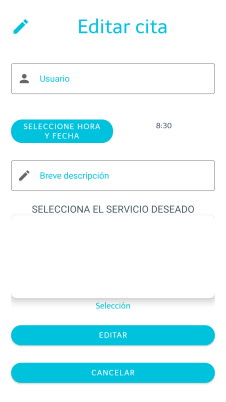 Editar cita
Usuario
SELECCIONE HORA
Y FECHA
8:30
Breve descripción
SELECCIONA EL SERVICIO DESEADO
Selección
EDITAR
CANCELAR